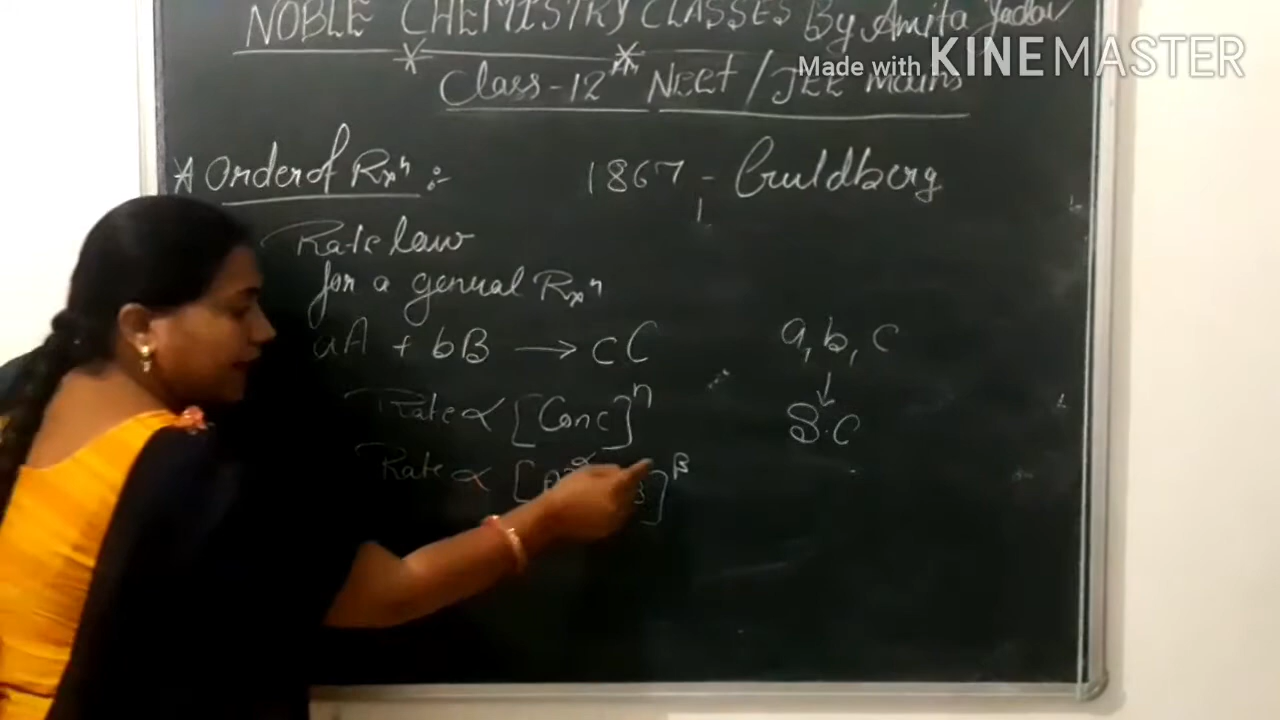 NOBLE CHEMISTRY CLASSES By Amita Yadav
Made with KINEMASTER
Class-12th NEET / JEE Mains
* Order of Rxn :-
1867 - Guldberg
Rate law
for a general Rxn
aA + bB → cC
a, b, c
↓
S.C
Rate ∝ [Conc]^n
Rate ∝ [A]^α [B]^β